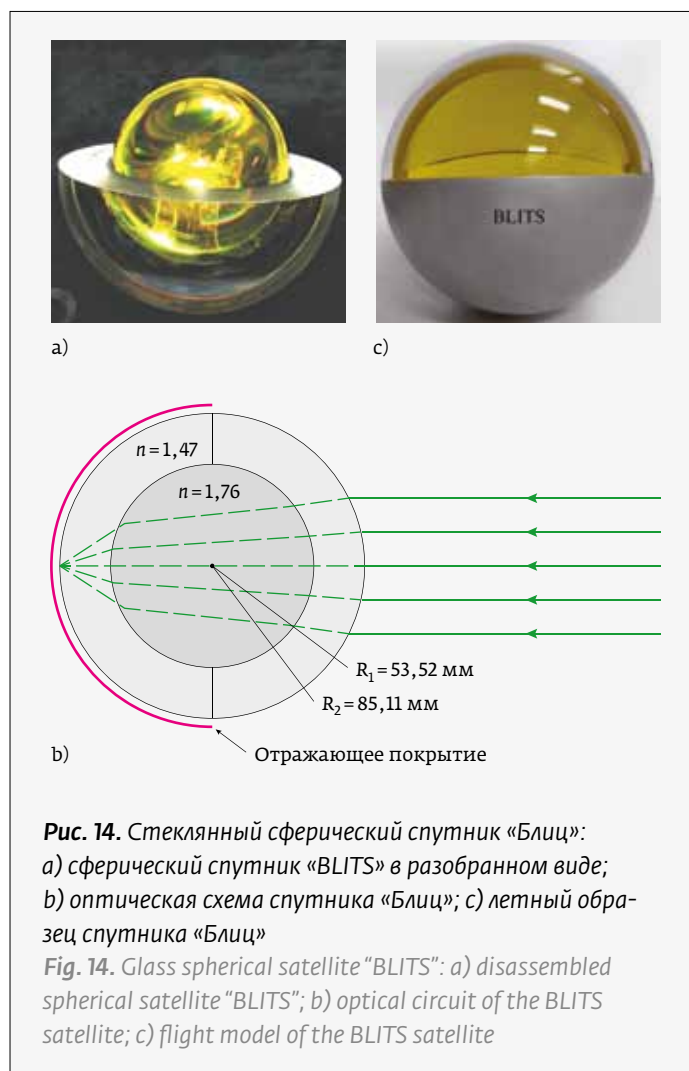 BLITS
a)
c)
n = 1,47
n = 1,76
R₁ = 53,52 мм
R₂ = 85,11 мм
b)
Отражающее покрытие
Рис. 14. Стеклянный сферический спутник «Блиц»:
а) сферический спутник «BLITS» в разобранном виде;
b) оптическая схема спутника «Блиц»; c) летный обра-
зец спутника «Блиц»
Fig. 14. Glass spherical satellite “BLITS”: a) disassembled
spherical satellite “BLITS”; b) optical circuit of the BLITS
satellite; c) flight model of the BLITS satellite